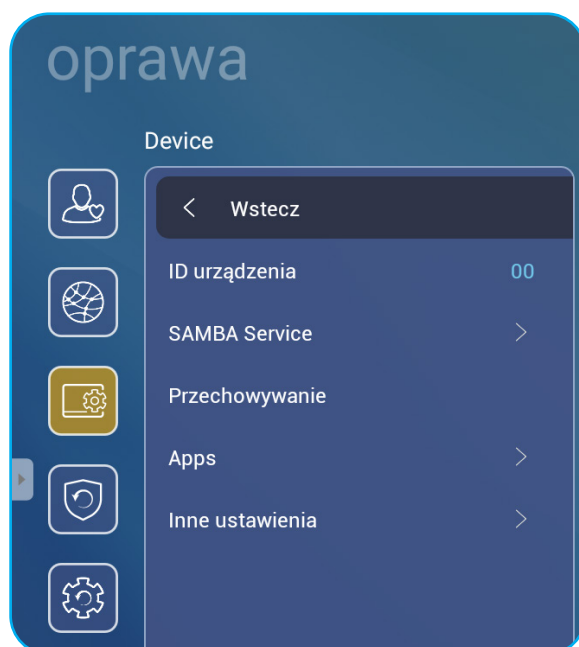 oprawa
Device
Wstecz
ID urządzenia 00
SAMBA Service
Przechowywanie
Apps
Inne ustawienia